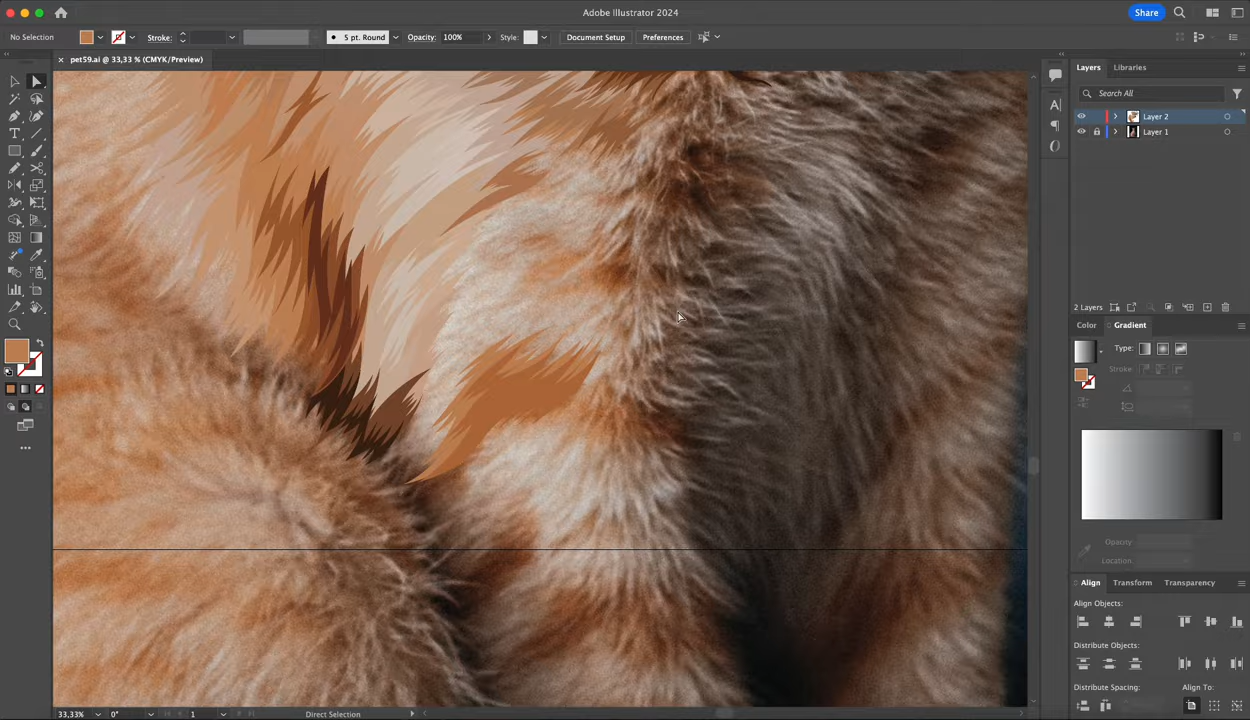 Adobe Illustrator 2024
Share
No Selection
Stroke:
5 pt. Round
Opacity: 100%
Style:
Document Setup
Preferences
× pet59.ai @ 33,33 % (CMYK/Preview)
Layers
Libraries
Search All
Layer 2
Layer 1
2 Layers
Color
Gradient
Type:
Stroke:
Opacity
Location:
Align
Transform
Transparency
Align Objects:
Distribute Objects:
Distribute Spacing:
Align To:
33,33%
0°
1
Direct Selection